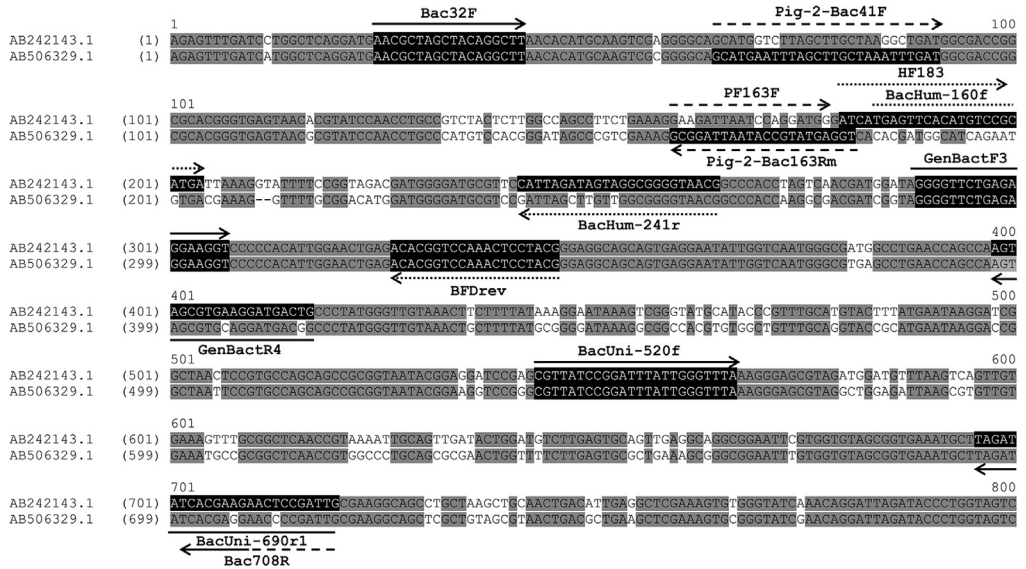 Bac32F Pig-2-Bac41F
1 100
AB242143.1 (1) AGAGTTTGATCCTGGCTCAGGATGAACGCTAGCTACAGGCTTAACACATGCAAGTCGAGGGGCAGCATGGTCTTAGCTTGCTAAGGCTGATGGCGACCGG
AB506329.1 (1) AGAGTTTGATCATGGCTCAGGATGAACGCTAGCTACAGGCTTAACACATGCAAGTCGCGGGGCAGCATGAATTTAGCTTGCTAAATTTGATGGCGACCGG
HF183
PF163F BacHum-160f
101
AB242143.1 (101) CGCACGGGTGAGTAACACGTATCCAACCTGCCGTCTACTCTTGGCCAGCCTTCTGAAAGGAAGATTAATCCAGGATGGGATCATGAGTTCACATGTCCGC
AB506329.1 (101) CGCACGGGTGAGTAACGCGTATCCAACCTGCCCATGTCCACGGGATAGCCCGTCGAAAGGCGGATTAATACCGTATGAGGTCACACGATGGCATCAGAAT
Pig-2-Bac163Rm GenBactF3
AB242143.1 (201) ATGATTAAAGGTATTTTCCGGTAGACGATGGGGATGCGTTCCATTAGATAGTAGGCGGGGTAACGGCCCACCTAGTCAACGATGGATAGGGGTTCTGAGA
AB506329.1 (201) GTGACGAAAG--GTTTTGCGGACATGGATGGGGATGCGTCCGATTAGCTTGTTGGCGGGGTAACGGCCCACCAAGGCGACGATCGGTAGGGGTTCTGAGA
BacHum-241r
301 400
AB242143.1 (301) GGAAGGTCCCCCACATTGGAACTGAGACACGGTCCAAACTCCTACGGGAGGCAGCAGTGAGGAATATTGGTCAATGGGCGATGGCCTGAACCAGCCAAGT
AB506329.1 (299) GGAAGGTCCCCCACATTGGAACTGAGACACGGTCCAAACTCCTACGGGAGGCAGCAGTGAGGAATATTGGTCAATGGGCGTGAGCCTGAACCAGCCAAGT
BFDrev
401 500
AB242143.1 (401) AGCGTGAAGGATGACTGCCCTATGGGTTGTAAACTTCTTTTATAAAGGAATAAAGTCGGGTATGCATACCCGTTTGCATGTACTTTATGAATAAGGATCG
AB506329.1 (399) AGCGTGCAGGATGACGGCCCTATGGGTTGTAAACTGCTTTTATGCGGGGATAAAGGCGGCCACGTGTGGCTGTTTGCAGGTACCGCATGAATAAGGACCG
GenBactR4 BacUni-520f
501 600
AB242143.1 (501) GCTAACTCCGTGCCAGCAGCCGCGGTAATACGGAGGATCCGAGCGTTATCCGGATTTATTGGGTTTAAAGGGAGCGTAGATGGATGTTTAAGTCAGTTGT
AB506329.1 (499) GCTAATTCCGTGCCAGCAGCCGCGGTAATACGGAAGGTCCGGGCGTTATCCGGATTTATTGGGTTTAAAGGGAGCGTAGGCTGGAGATTAAGCGTGTTGT
601
AB242143.1 (601) GAAAGTTTGCGGCTCAACCGTAAAATTGCAGTTGATACTGGATGTCTTGAGTGCAGTTGAGGCAGGCGGAATTCGTGGTGTAGCGGTGAAATGCTTAGAT
AB506329.1 (599) GAAATGCCGCGGCTCAACCGTGGCCCTGCAGCGCGAACTGGTTTTCTTGAGTGCGCTGAAAGCGGGCGGAATTTGTGGTGTAGCGGTGAAATGCTTAGAT
701 800
AB242143.1 (701) ATCACGAAGAACTCCGATTGCGAAGGCAGCCTGCTAAGCTGCAACTGACATTGAGGCTCGAAAGTGTGGGTATCAAACAGGATTAGATACCCTGGTAGTC
AB506329.1 (699) ATCACGAGGAACCCCGATTGCGAAGGCAGCTCGCTGTAGCGTAACTGACGCTGAAGCTCGAAAGTGCGGGTATCGAACAGGATTAGATACCCTGGTAGTC
BacUni-690r1
Bac708R